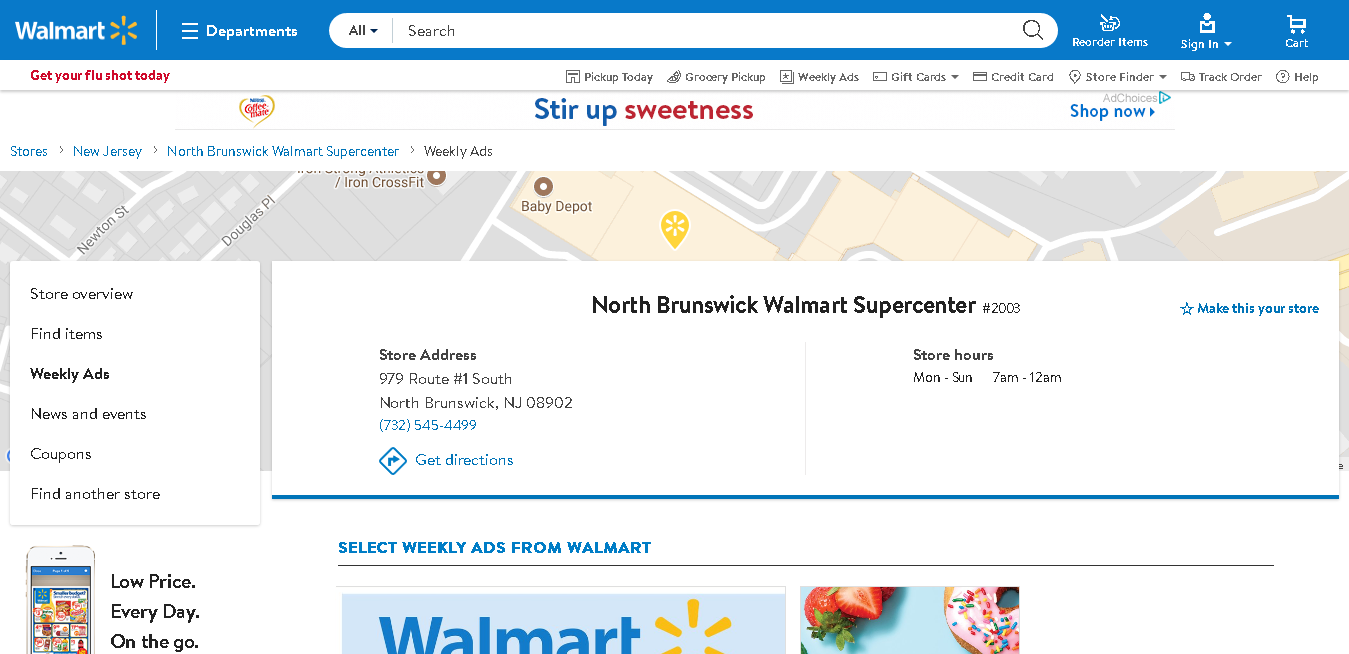 Walmart
Departments
All
Search
Reorder Items
Sign In
Cart
Get your flu shot today
Pickup Today
Grocery Pickup
Weekly Ads
Gift Cards
Credit Card
Store Finder
Track Order
Help
Nestle
Coffee mate
Stir up sweetness
AdChoices
Shop now
Stores > New Jersey > North Brunswick Walmart Supercenter > Weekly Ads
Iron Strong Athletics
/ Iron CrossFit
Baby Depot
Newton St
Douglas Pl
Store overview
Find items
Weekly Ads
News and events
Coupons
Find another store
North Brunswick Walmart Supercenter #2003
Make this your store
Store Address
979 Route #1 South
North Brunswick, NJ 08902
(732) 545-4499
Get directions
Store hours
Mon - Sun 7am - 12am
SELECT WEEKLY ADS FROM WALMART
Low Price.
Every Day.
On the go.
Walmart